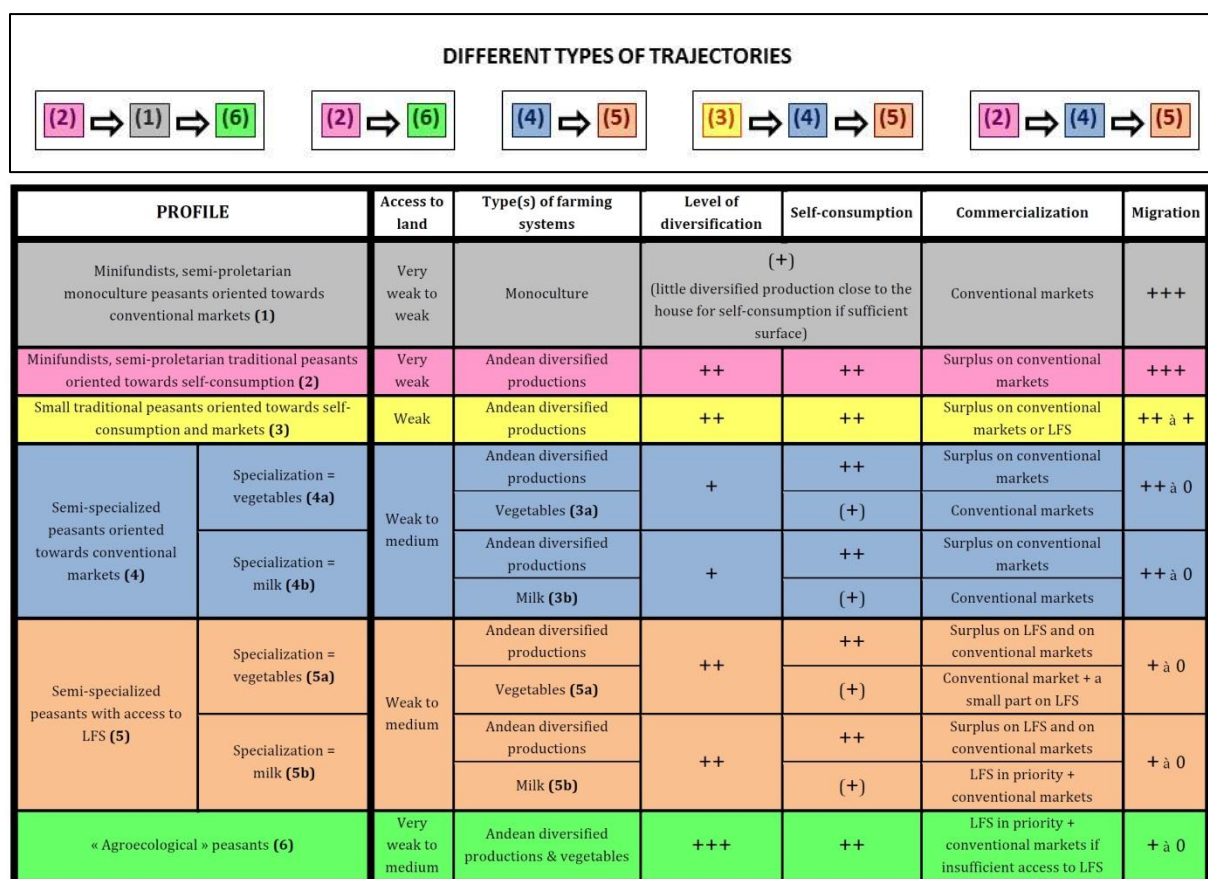 DIFFERENT TYPES OF TRAJECTORIES
(2) ⇨ (1) ⇨ (6)
(2) ⇨ (6)
(4) ⇨ (5)
(3) ⇨ (4) ⇨ (5)
(2) ⇨ (4) ⇨ (5)
PROFILE
Access to
land
Type(s) of farming
systems
Level of
diversification
Self-consumption
Commercialization
Migration
Minifundists, semi-proletarian
monoculture peasants oriented towards
conventional markets (1)
Very
weak to
weak
Monoculture
(+)
(little diversified production close to the
house for self-consumption if sufficient
surface)
Conventional markets
+++
Minifundists, semi-proletarian traditional peasants
oriented towards self-consumption (2)
Very
weak
Andean diversified
productions
++
++
Surplus on conventional
markets
+++
Small traditional peasants oriented towards self-
consumption and markets (3)
Weak
Andean diversified
productions
++
++
Surplus on conventional
markets or LFS
++ à +
Semi-specialized
peasants oriented
towards conventional
markets (4)
Specialization =
vegetables (4a)
Weak to
medium
Andean diversified
productions
+
++
Surplus on conventional
markets
++ à 0
Vegetables (3a)
(+)
Conventional markets
Specialization =
milk (4b)
Andean diversified
productions
+
++
Surplus on conventional
markets
++ à 0
Milk (3b)
(+)
Conventional markets
Semi-specialized
peasants with access to
LFS (5)
Specialization =
vegetables (5a)
Weak to
medium
Andean diversified
productions
++
++
Surplus on LFS and on
conventional markets
+ à 0
Vegetables (5a)
(+)
Conventional market + a
small part on LFS
Specialization =
milk (5b)
Andean diversified
productions
++
++
Surplus on LFS and on
conventional markets
+ à 0
Milk (5b)
(+)
LFS in priority +
conventional markets
« Agroecological » peasants (6)
Very
weak to
medium
Andean diversified
productions & vegetables
+++
++
LFS in priority +
conventional markets if
insufficient access to LFS
+ à 0